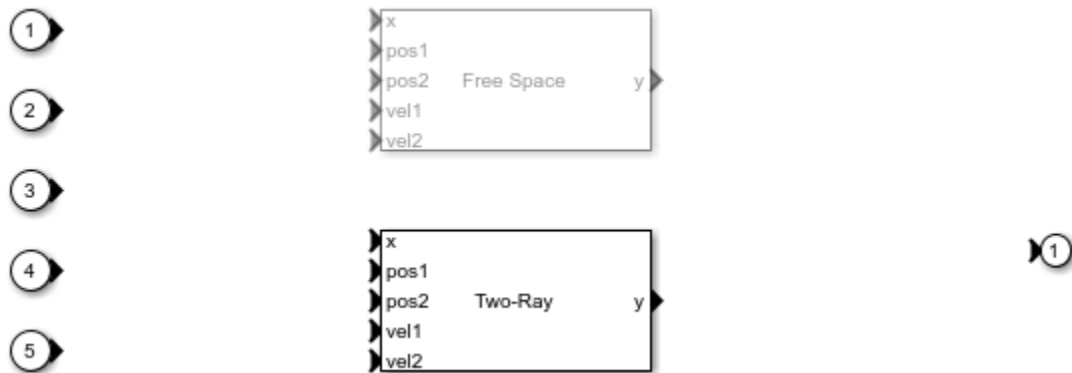 1
2
3
4
5
x
pos1
pos2 Free Space y
vel1
vel2
x
pos1
pos2 Two-Ray y
vel1
vel2
1